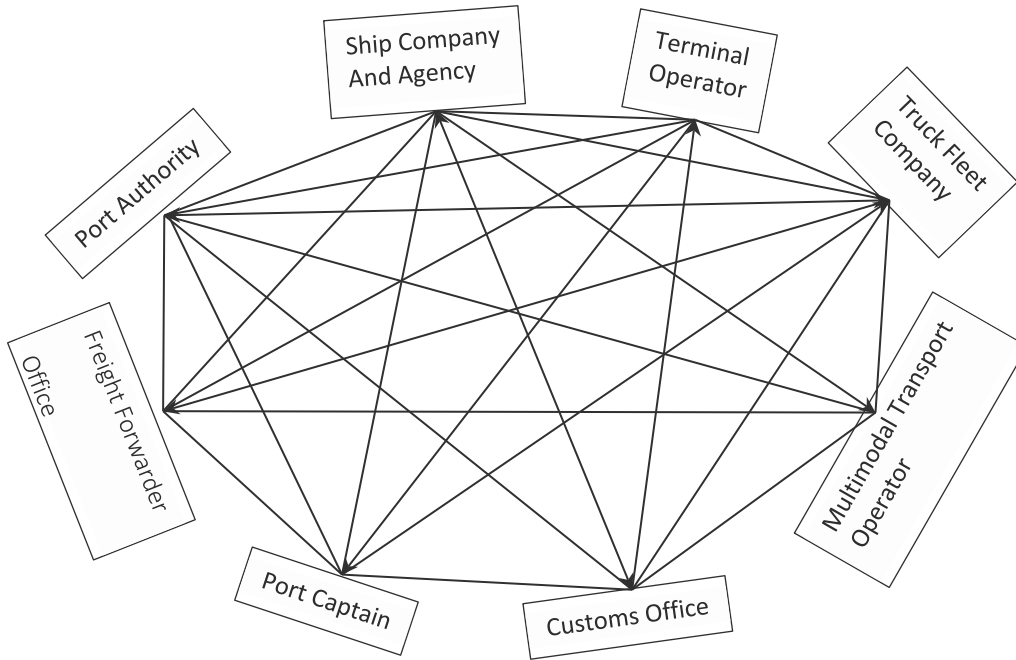 Ship Company
And Agency
Terminal
Operator
Truck Fleet
Company
Port Authority
Freight Forwarder
Office
Multimodal Transport
Operator
Port Captain
Customs Office